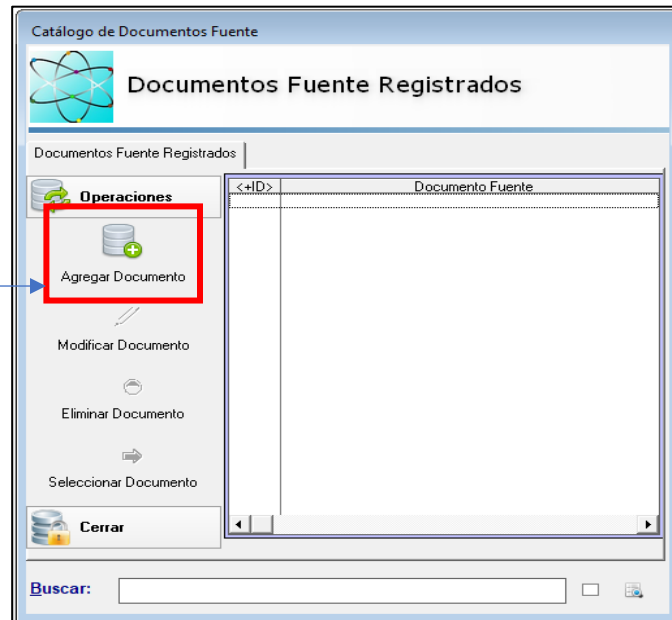 Catálogo de Documentos Fuente
Documentos Fuente Registrados
Documentos Fuente Registrados
Operaciones
<+ID> Documento Fuente
Agregar Documento
Modificar Documento
Eliminar Documento
Seleccionar Documento
Cerrar
Buscar: